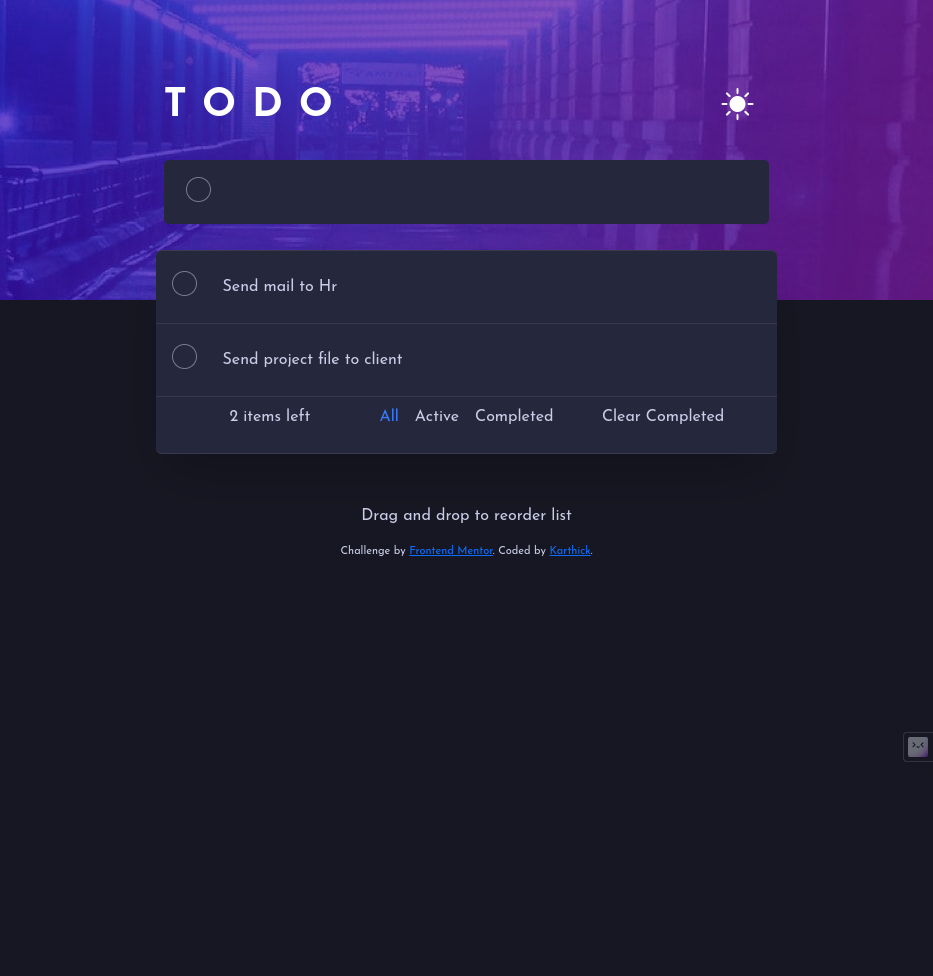 TODO
Send mail to Hr
Send project file to client
2 items left All Active Completed Clear Completed
Drag and drop to reorder list
Challenge by Frontend Mentor. Coded by Karthick.